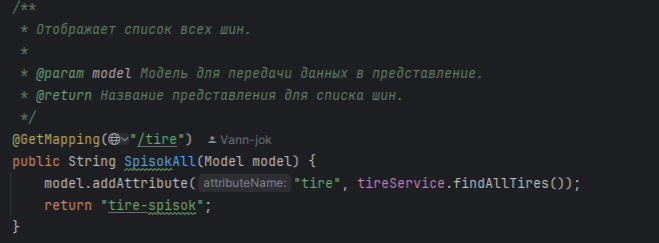 /**
 * Отображает список всех шин.
 *
 * @param model Модель для передачи данных в представление.
 * @return Название представления для списка шин.
 */
@GetMapping("/tire") Vann-jok
public String SpisokAll(Model model) {
    model.addAttribute( attributeName: "tire", tireService.findAllTires());
    return "tire-spisok";
}